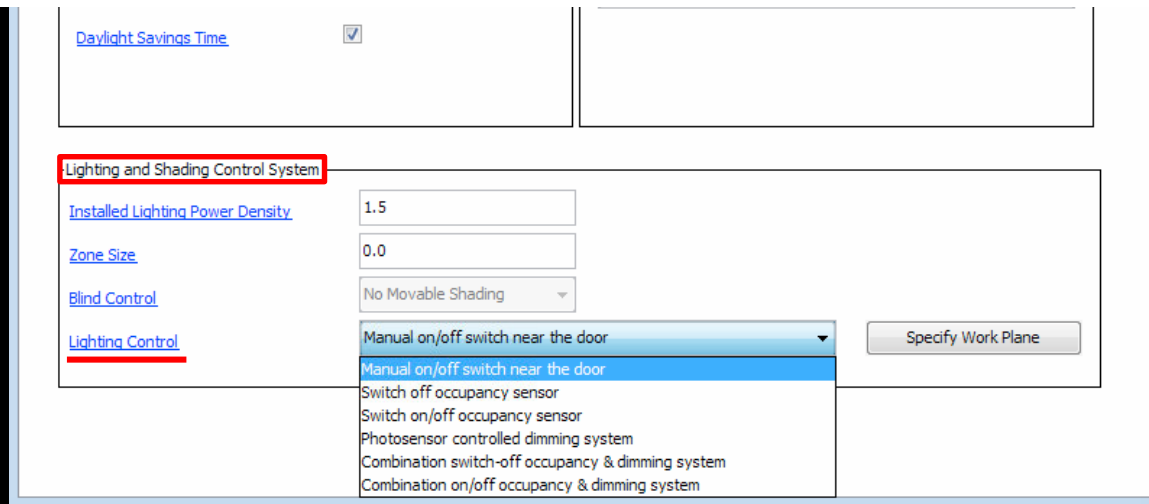 Daylight Savings Time
Lighting and Shading Control System
Installed Lighting Power Density 1.5
Zone Size 0.0
Blind Control No Movable Shading
Lighting Control Manual on/off switch near the door Specify Work Plane
Manual on/off switch near the door
Switch off occupancy sensor
Switch on/off occupancy sensor
Photosensor controlled dimming system
Combination switch-off occupancy & dimming system
Combination on/off occupancy & dimming system